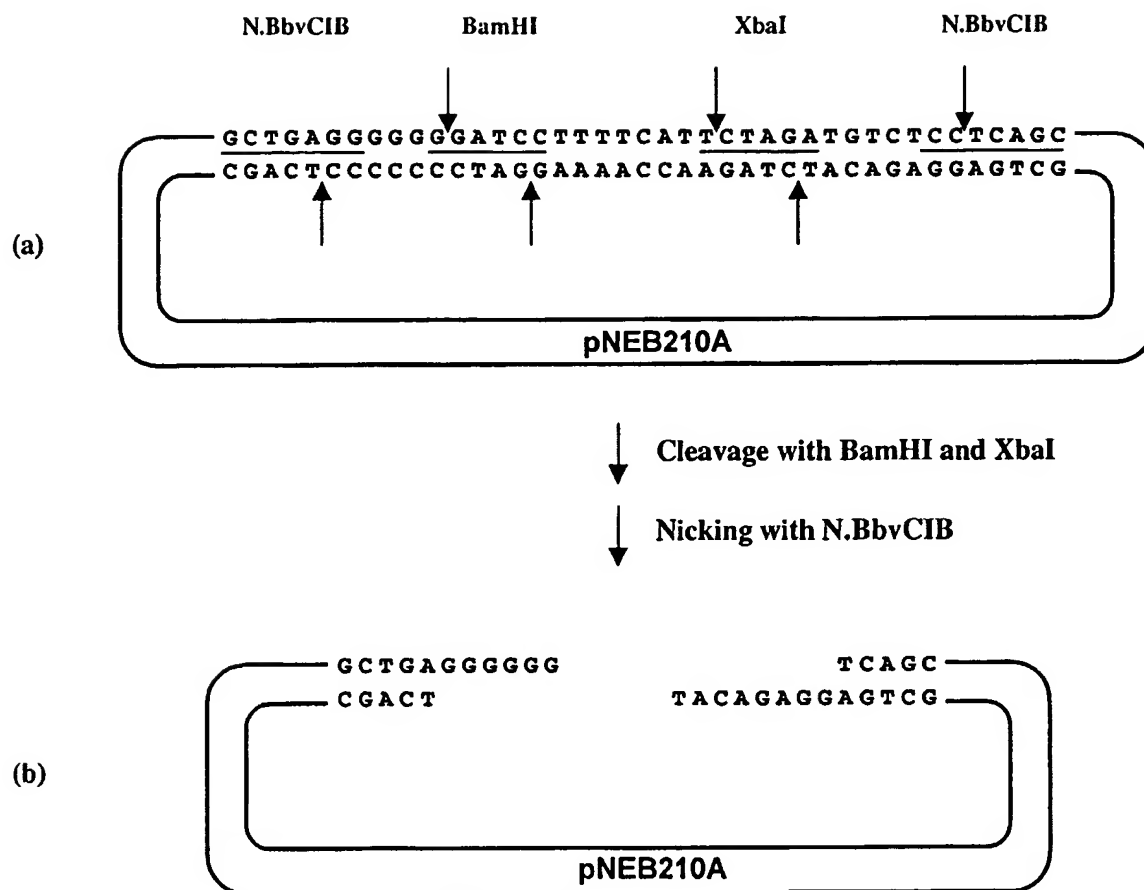 N.BbvCIB BamHI XbaI N.BbvCIB
GCTGAGGGGGGGATCCTTTTCATTCTAGATGTCTCCTCAGC
CGACTCCCCCCCTAGGAAAACCAAGATCTACAGAGGAGTCG
(a)
pNEB210A
Cleavage with BamHI and XbaI
Nicking with N.BbvCIB
GCTGAGGGGGG TCAGC
CGACT TACAGAGGAGTCG
(b)
pNEB210A